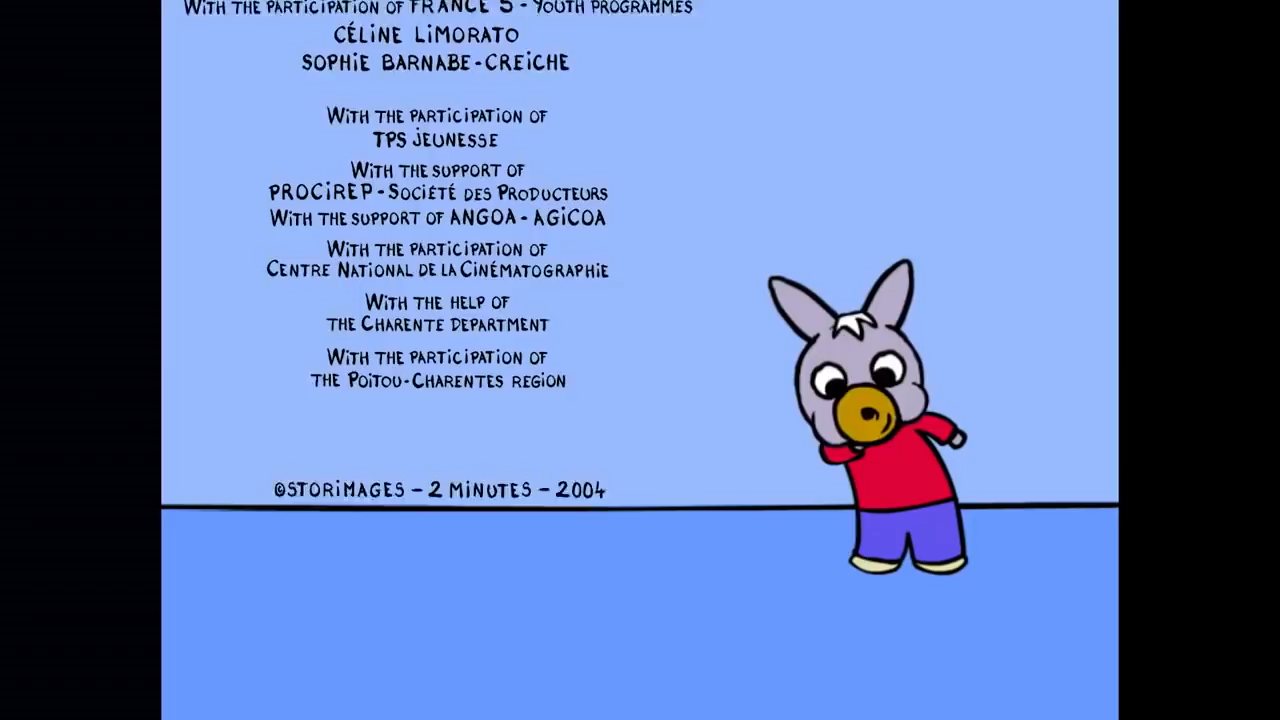 WiTH THE PARTiCiPATiON OF FRANCE 5 - YOUTH PROGRAMMES
CÉLiNE LiMORATO
SOPHiE BARNABE-CREiCHE
WiTH THE PARTiCiPATiON OF
TPS JEUNESSE
WiTH THE SUPPORT OF
PROCiREP - SOCiÉTÉ DES PRODUCTEURS
WiTH THE SUPPORT OF ANGOA - AGiCOA
WiTH THE PARTiCiPATiON OF
CENTRE NATiONAL DE LA CiNÉMATOGRAPHiE
WiTH THE HELP OF
THE CHARENTE DEPARTMENT
WiTH THE PARTiCiPATiON OF
THE POiTOU-CHARENTES REGiON
©STORiMAGES – 2 MiNUTES – 2004